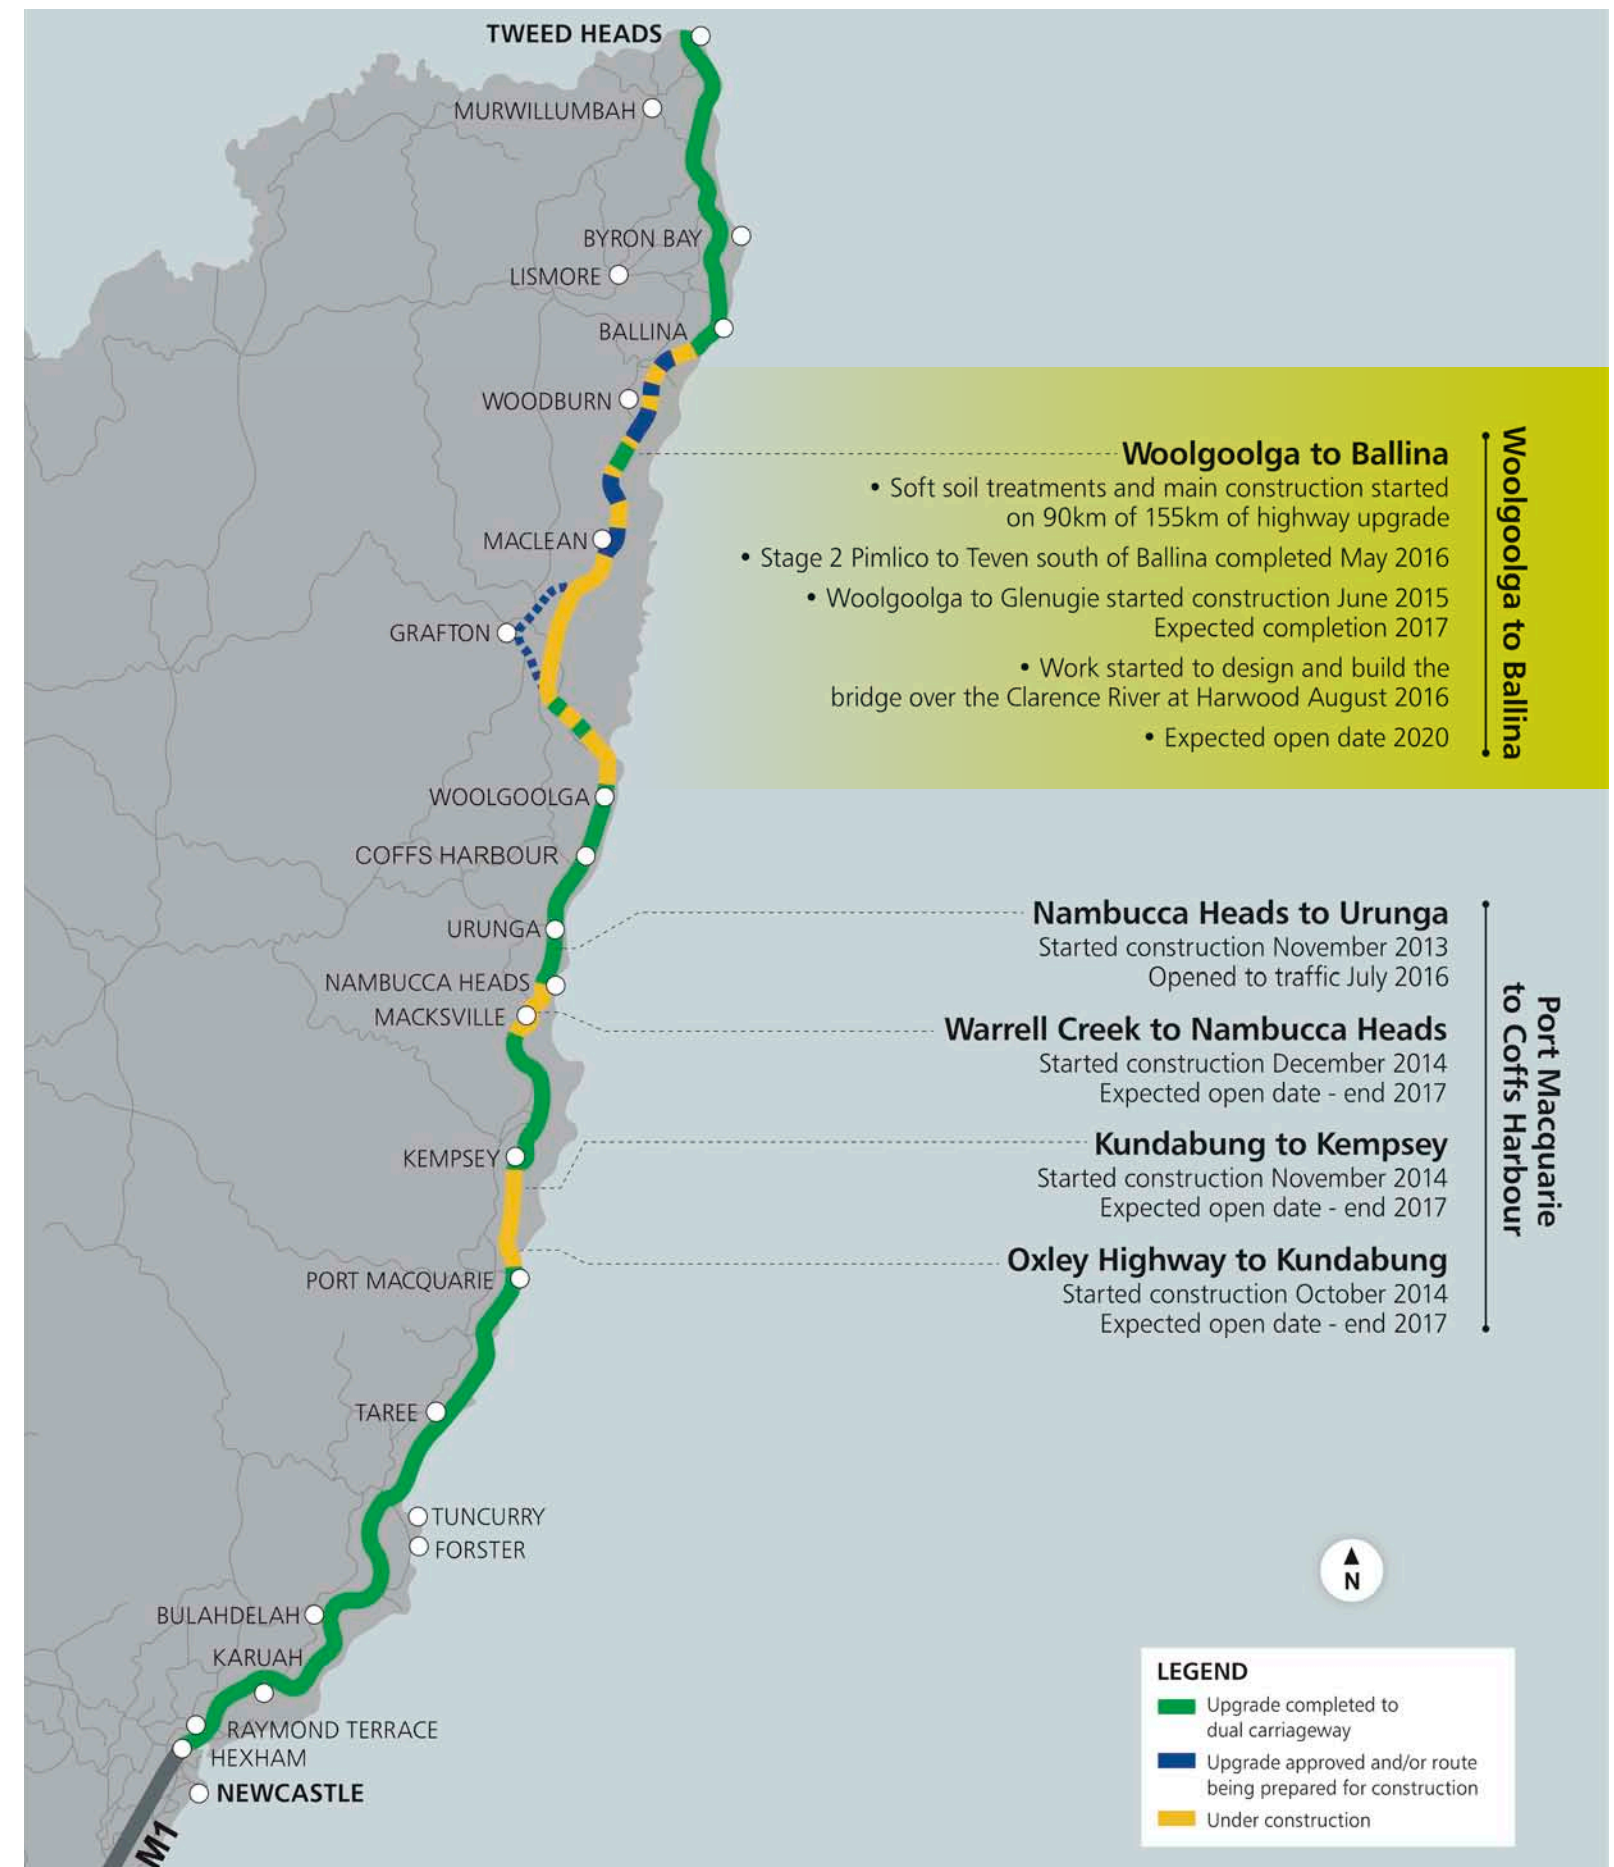 TWEED HEADS
MURWILLUMBAH
BYRON BAY
LISMORE
BALLINA
WOODBURN
MACLEAN
GRAFTON
WOOLGOOLGA
COFFS HARBOUR
URUNGA
NAMBUCCA HEADS
MACKSVILLE
KEMPSEY
PORT MACQUARIE
TAREE
TUNCURRY
FORSTER
BULAHDELAH
KARUAH
RAYMOND TERRACE
HEXHAM
NEWCASTLE
M1
Woolgoolga to Ballina
• Soft soil treatments and main construction started
on 90km of 155km of highway upgrade
• Stage 2 Pimlico to Teven south of Ballina completed May 2016
• Woolgoolga to Glenugie started construction June 2015
Expected completion 2017
• Work started to design and build the
bridge over the Clarence River at Harwood August 2016
• Expected open date 2020
Woolgoolga to Ballina
Nambucca Heads to Urunga
Started construction November 2013
Opened to traffic July 2016
Warrell Creek to Nambucca Heads
Started construction December 2014
Expected open date - end 2017
Kundabung to Kempsey
Started construction November 2014
Expected open date - end 2017
Oxley Highway to Kundabung
Started construction October 2014
Expected open date - end 2017
Port Macquarie
to Coffs Harbour
N
LEGEND
Upgrade completed to
dual carriageway
Upgrade approved and/or route
being prepared for construction
Under construction